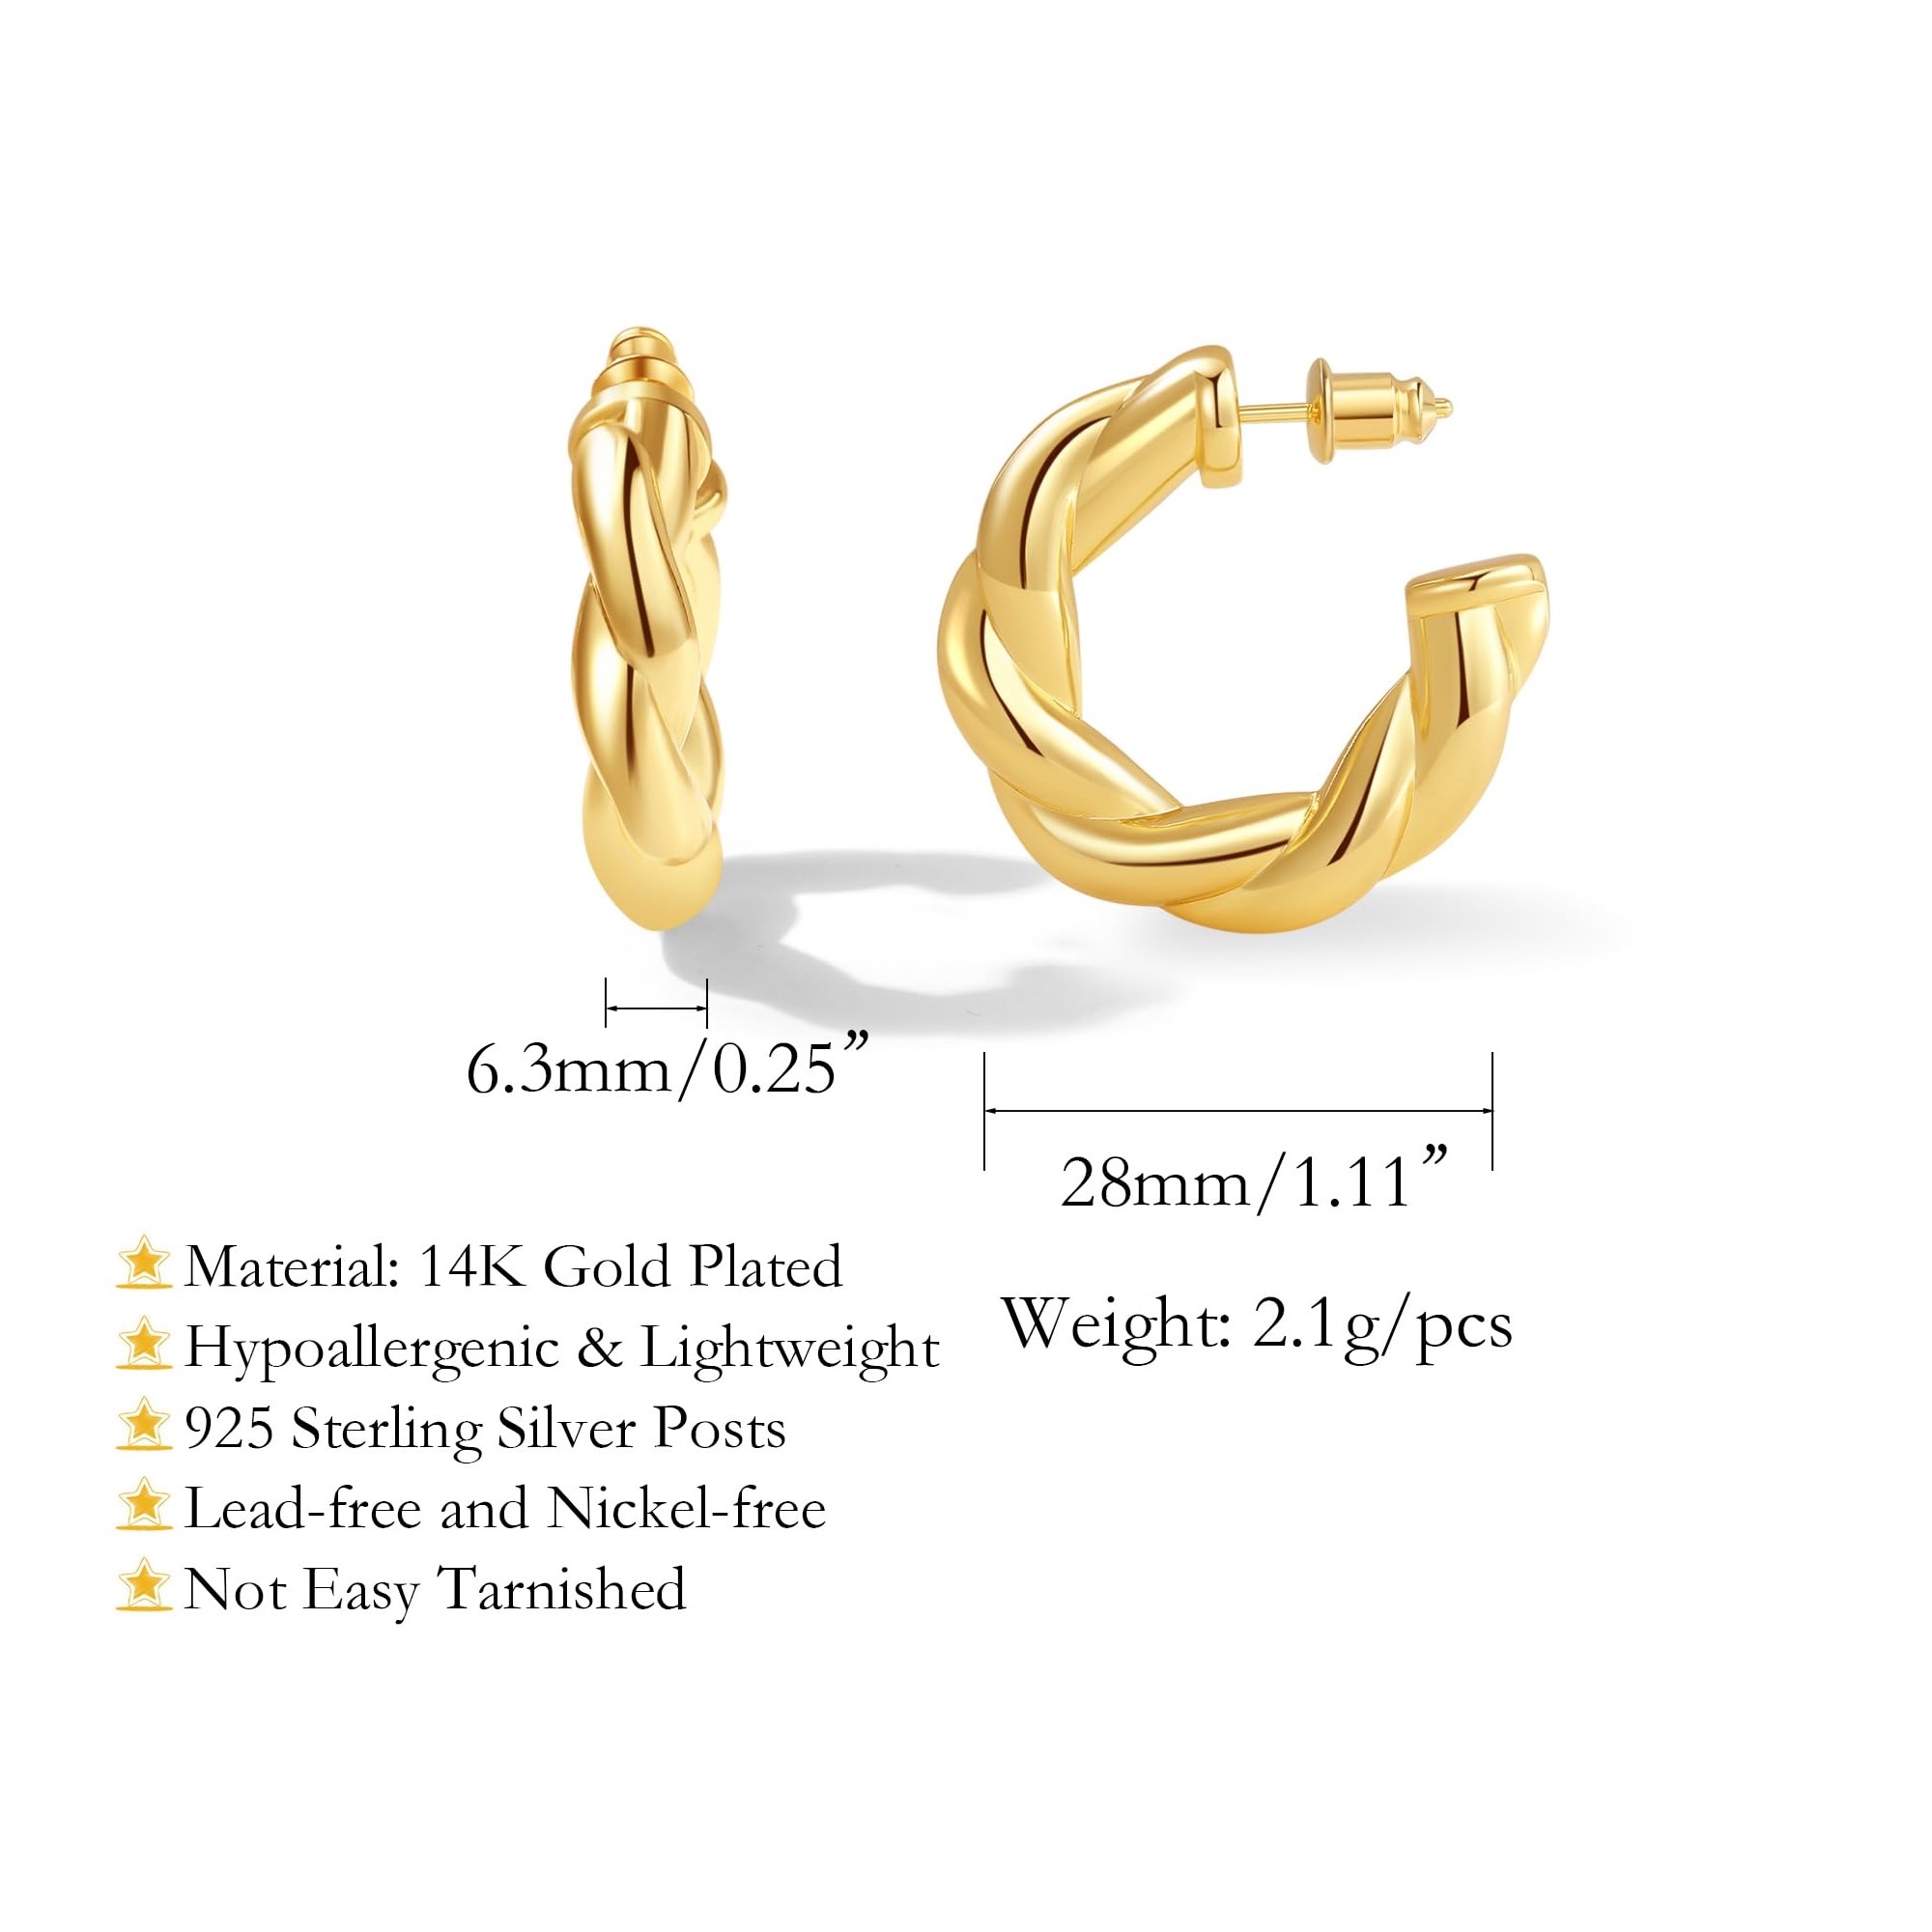 6.3mm/0.25”
28mm/1.11”
Material: 14K Gold Plated
Hypoallergenic & Lightweight
925 Sterling Silver Posts
Lead-free and Nickel-free
Not Easy Tarnished
Weight: 2.1g/pcs